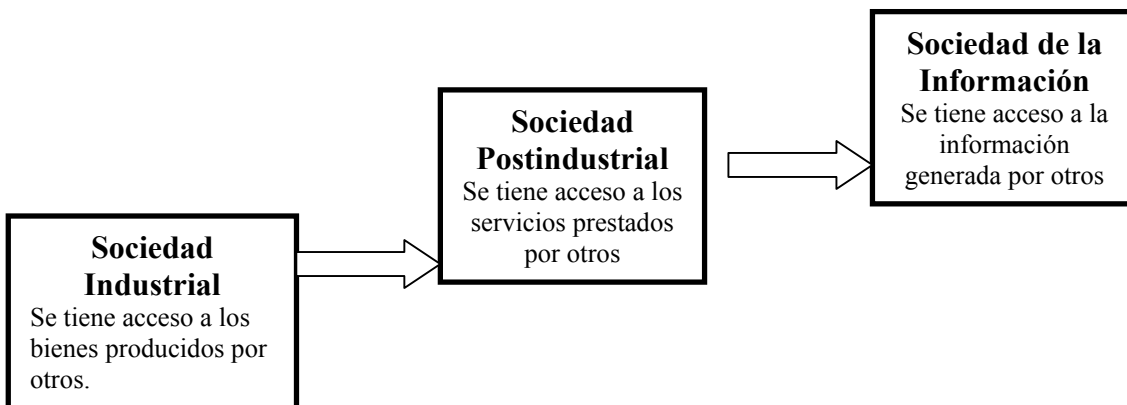 Sociedad
Industrial
Se tiene acceso a los
bienes producidos por
otros.
Sociedad
Postindustrial
Se tiene acceso a los
servicios prestados
por otros
Sociedad de la
Información
Se tiene acceso a la
información
generada por otros